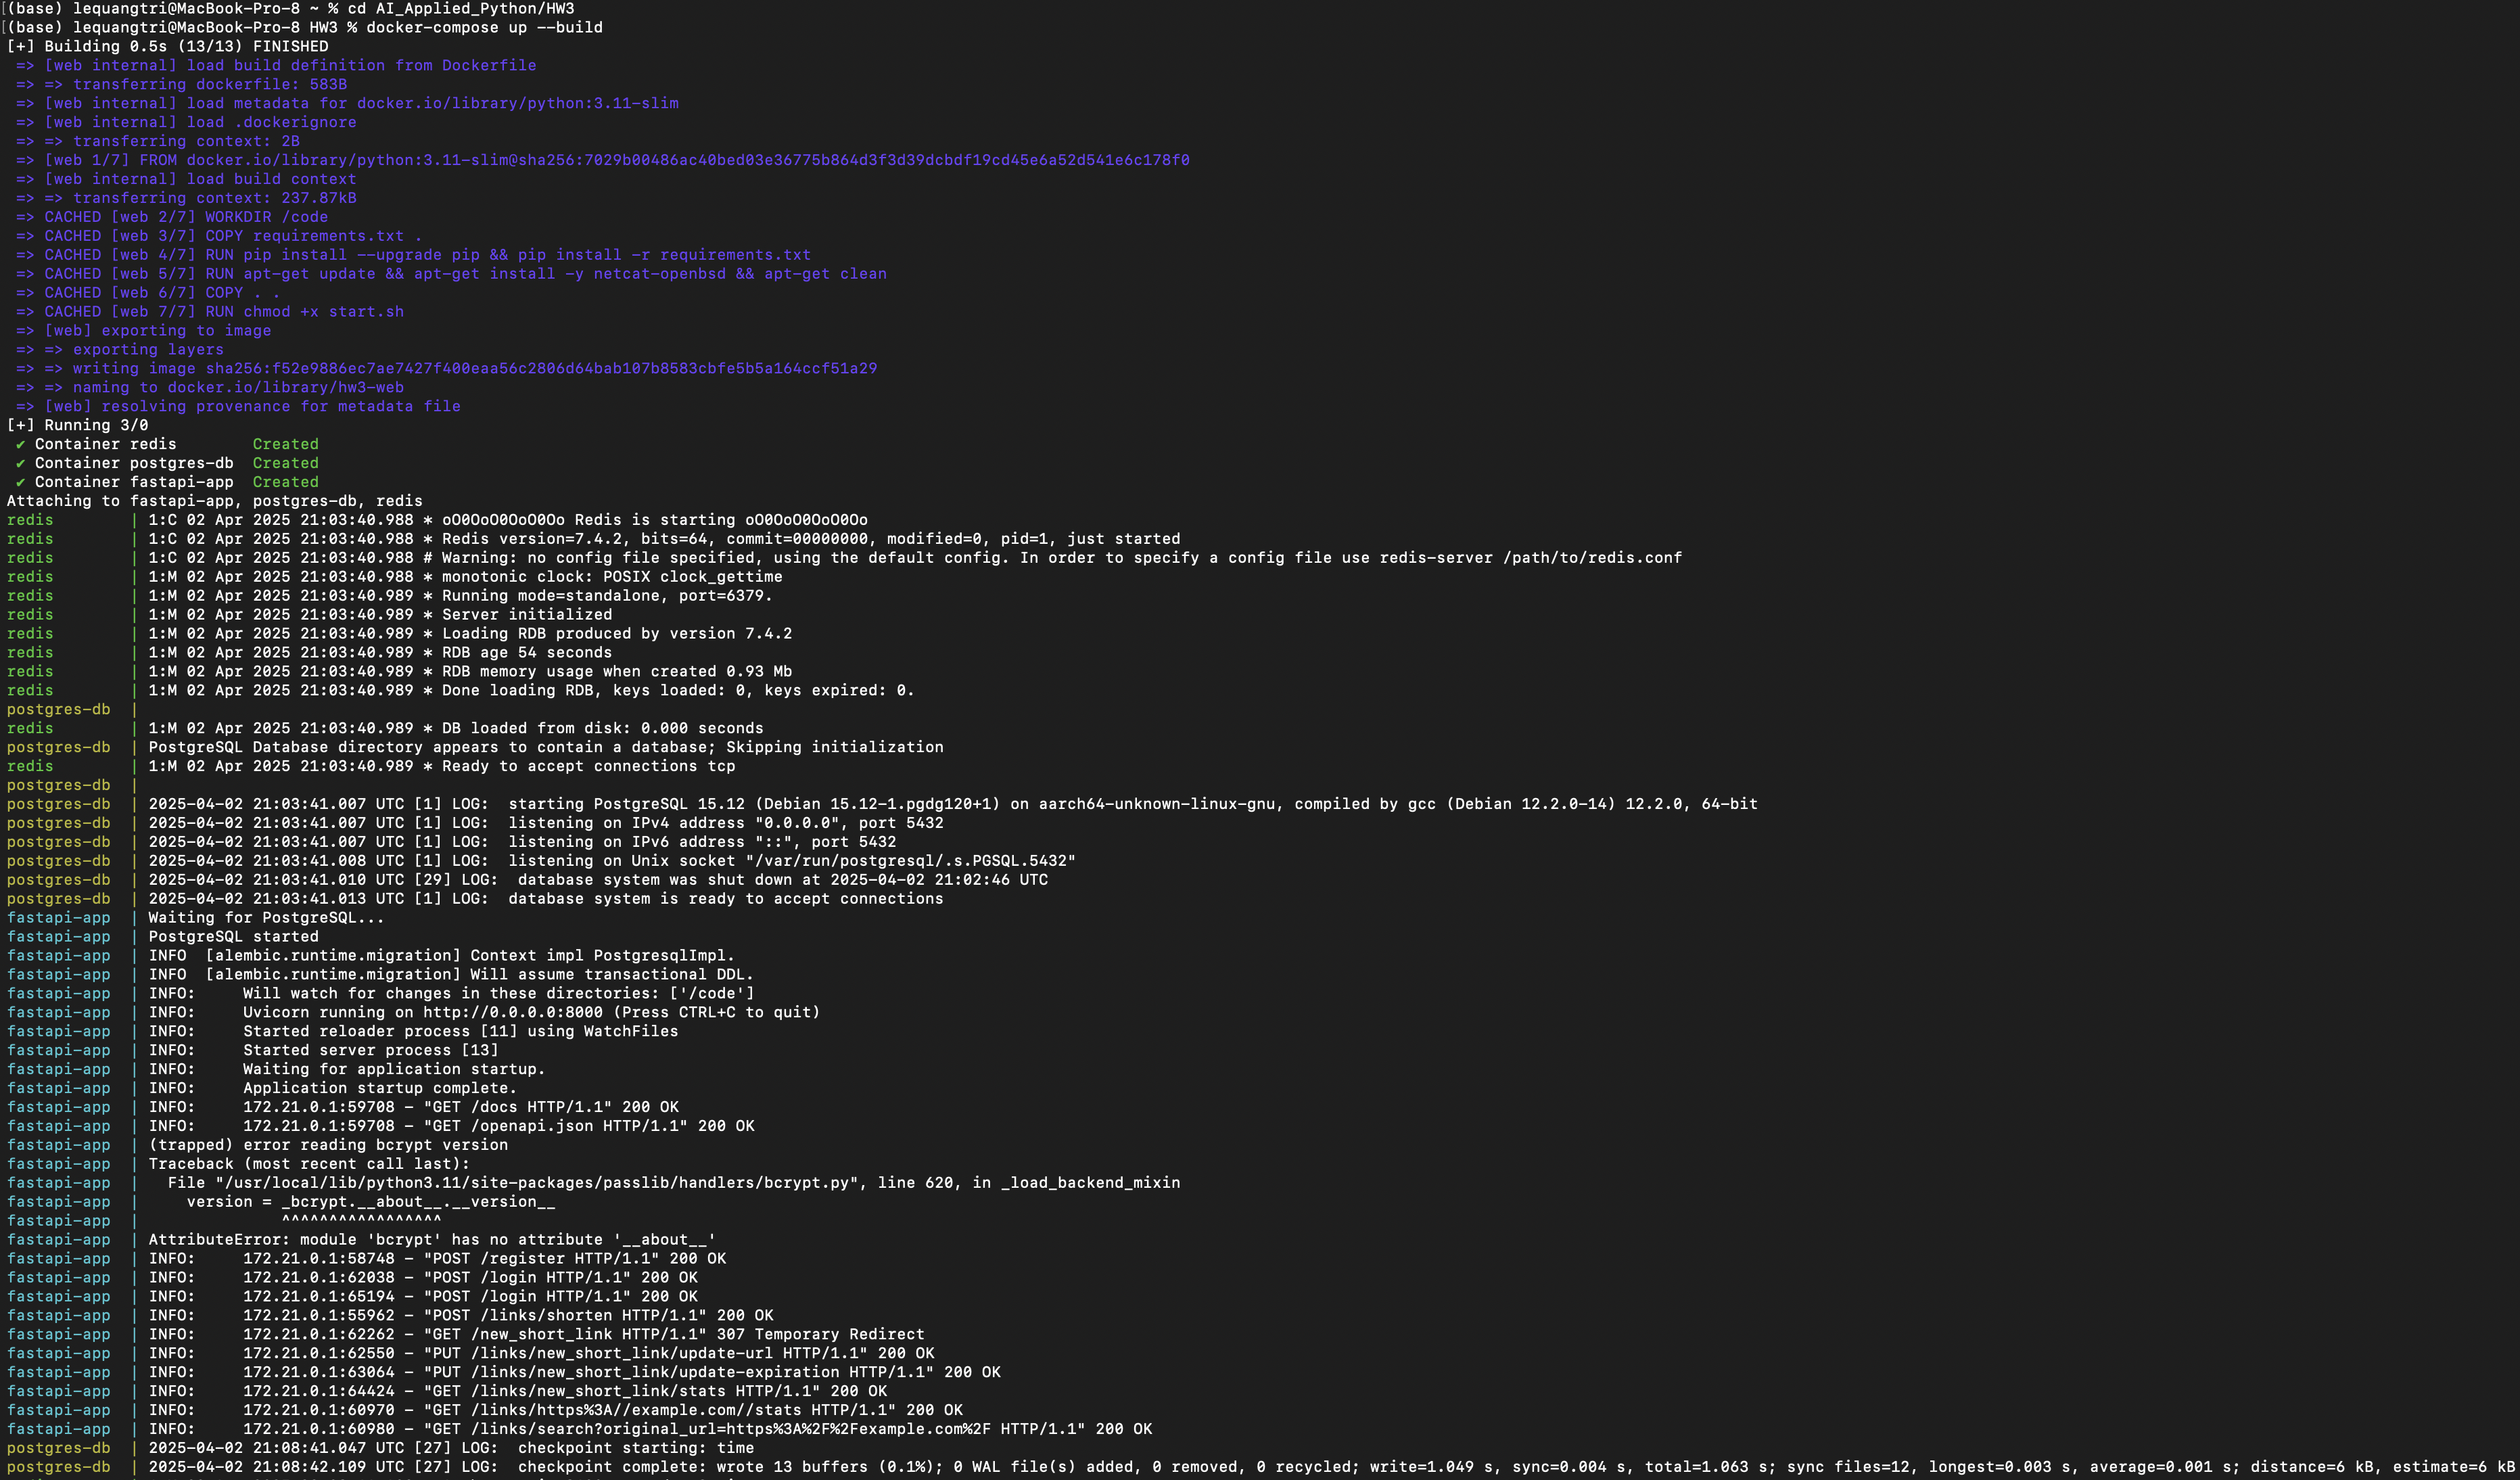 (base) lequangtri@MacBook-Pro-8 ~ % cd AI_Applied_Python/HW3
(base) lequangtri@MacBook-Pro-8 HW3 % docker-compose up --build
[+] Building 0.5s (13/13) FINISHED
=> [web internal] load build definition from Dockerfile
=> => transferring dockerfile: 583B
=> [web internal] load metadata for docker.io/library/python:3.11-slim
=> [web internal] load .dockerignore
=> => transferring context: 2B
=> [web 1/7] FROM docker.io/library/python:3.11-slim@sha256:7029b00486ac40bed03e36775b864d3f3d39dcbdf19cd45e6a52d541e6c178f0
=> [web internal] load build context
=> => transferring context: 237.87kB
=> CACHED [web 2/7] WORKDIR /code
=> CACHED [web 3/7] COPY requirements.txt .
=> CACHED [web 4/7] RUN pip install --upgrade pip && pip install -r requirements.txt
=> CACHED [web 5/7] RUN apt-get update && apt-get install -y netcat-openbsd && apt-get clean
=> CACHED [web 6/7] COPY . .
=> CACHED [web 7/7] RUN chmod +x start.sh
=> [web] exporting to image
=> => exporting layers
=> => writing image sha256:f52e9886ec7ae7427f400eaa56c2806d64bab107b8583cbfe5b5a164ccf51a29
=> => naming to docker.io/library/hw3-web
=> [web] resolving provenance for metadata file
[+] Running 3/0
✔ Container redis Created
✔ Container postgres-db Created
✔ Container fastapi-app Created
Attaching to fastapi-app, postgres-db, redis
redis | 1:C 02 Apr 2025 21:03:40.988 * oO0OoO0OoO0Oo Redis is starting oO0OoO0OoO0Oo
redis | 1:C 02 Apr 2025 21:03:40.988 * Redis version=7.4.2, bits=64, commit=00000000, modified=0, pid=1, just started
redis | 1:C 02 Apr 2025 21:03:40.988 # Warning: no config file specified, using the default config. In order to specify a config file use redis-server /path/to/redis.conf
redis | 1:M 02 Apr 2025 21:03:40.988 * monotonic clock: POSIX clock_gettime
redis | 1:M 02 Apr 2025 21:03:40.989 * Running mode=standalone, port=6379.
redis | 1:M 02 Apr 2025 21:03:40.989 * Server initialized
redis | 1:M 02 Apr 2025 21:03:40.989 * Loading RDB produced by version 7.4.2
redis | 1:M 02 Apr 2025 21:03:40.989 * RDB age 54 seconds
redis | 1:M 02 Apr 2025 21:03:40.989 * RDB memory usage when created 0.93 Mb
redis | 1:M 02 Apr 2025 21:03:40.989 * Done loading RDB, keys loaded: 0, keys expired: 0.
postgres-db |
redis | 1:M 02 Apr 2025 21:03:40.989 * DB loaded from disk: 0.000 seconds
postgres-db | PostgreSQL Database directory appears to contain a database; Skipping initialization
redis | 1:M 02 Apr 2025 21:03:40.989 * Ready to accept connections tcp
postgres-db |
postgres-db | 2025-04-02 21:03:41.007 UTC [1] LOG:  starting PostgreSQL 15.12 (Debian 15.12-1.pgdg120+1) on aarch64-unknown-linux-gnu, compiled by gcc (Debian 12.2.0-14) 12.2.0, 64-bit
postgres-db | 2025-04-02 21:03:41.007 UTC [1] LOG:  listening on IPv4 address "0.0.0.0", port 5432
postgres-db | 2025-04-02 21:03:41.007 UTC [1] LOG:  listening on IPv6 address "::", port 5432
postgres-db | 2025-04-02 21:03:41.008 UTC [1] LOG:  listening on Unix socket "/var/run/postgresql/.s.PGSQL.5432"
postgres-db | 2025-04-02 21:03:41.010 UTC [29] LOG:  database system was shut down at 2025-04-02 21:02:46 UTC
postgres-db | 2025-04-02 21:03:41.013 UTC [1] LOG:  database system is ready to accept connections
fastapi-app | Waiting for PostgreSQL...
fastapi-app | PostgreSQL started
fastapi-app | INFO  [alembic.runtime.migration] Context impl PostgresqlImpl.
fastapi-app | INFO  [alembic.runtime.migration] Will assume transactional DDL.
fastapi-app | INFO:     Will watch for changes in these directories: ['/code']
fastapi-app | INFO:     Uvicorn running on http://0.0.0.0:8000 (Press CTRL+C to quit)
fastapi-app | INFO:     Started reloader process [11] using WatchFiles
fastapi-app | INFO:     Started server process [13]
fastapi-app | INFO:     Waiting for application startup.
fastapi-app | INFO:     Application startup complete.
fastapi-app | INFO:     172.21.0.1:59708 - "GET /docs HTTP/1.1" 200 OK
fastapi-app | INFO:     172.21.0.1:59708 - "GET /openapi.json HTTP/1.1" 200 OK
fastapi-app | (trapped) error reading bcrypt version
fastapi-app | Traceback (most recent call last):
fastapi-app |   File "/usr/local/lib/python3.11/site-packages/passlib/handlers/bcrypt.py", line 620, in _load_backend_mixin
fastapi-app |     version = _bcrypt.__about__.__version__
fastapi-app |               ^^^^^^^^^^^^^^^^^
fastapi-app | AttributeError: module 'bcrypt' has no attribute '__about__'
fastapi-app | INFO:     172.21.0.1:58748 - "POST /register HTTP/1.1" 200 OK
fastapi-app | INFO:     172.21.0.1:62038 - "POST /login HTTP/1.1" 200 OK
fastapi-app | INFO:     172.21.0.1:65194 - "POST /login HTTP/1.1" 200 OK
fastapi-app | INFO:     172.21.0.1:55962 - "POST /links/shorten HTTP/1.1" 200 OK
fastapi-app | INFO:     172.21.0.1:62262 - "GET /new_short_link HTTP/1.1" 307 Temporary Redirect
fastapi-app | INFO:     172.21.0.1:62550 - "PUT /links/new_short_link/update-url HTTP/1.1" 200 OK
fastapi-app | INFO:     172.21.0.1:63064 - "PUT /links/new_short_link/update-expiration HTTP/1.1" 200 OK
fastapi-app | INFO:     172.21.0.1:64424 - "GET /links/new_short_link/stats HTTP/1.1" 200 OK
fastapi-app | INFO:     172.21.0.1:60970 - "GET /links/https%3A//example.com//stats HTTP/1.1" 200 OK
fastapi-app | INFO:     172.21.0.1:60980 - "GET /links/search?original_url=https%3A%2F%2Fexample.com%2F HTTP/1.1" 200 OK
postgres-db | 2025-04-02 21:08:41.047 UTC [27] LOG:  checkpoint starting: time
postgres-db | 2025-04-02 21:08:42.109 UTC [27] LOG:  checkpoint complete: wrote 13 buffers (0.1%); 0 WAL file(s) added, 0 removed, 0 recycled; write=1.049 s, sync=0.004 s, total=1.063 s; sync files=12, longest=0.003 s, average=0.001 s; distance=6 kB, estimate=6 kB